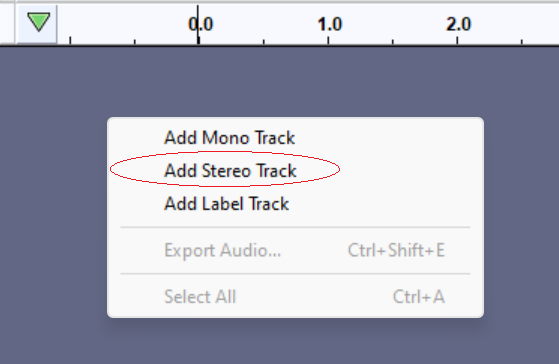 0.0 1.0 2.0
Add Mono Track
Add Stereo Track
Add Label Track
Export Audio... Ctrl+Shift+E
Select All Ctrl+A